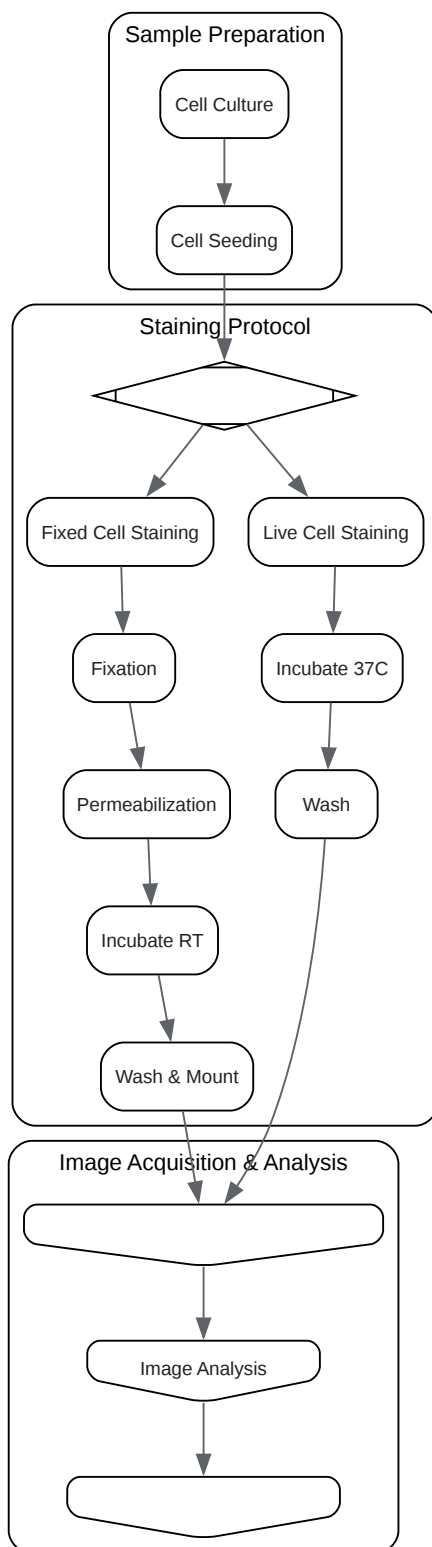 Sample Preparation
Cell Culture
Cell Seeding
Staining Protocol
Fixed Cell Staining
Live Cell Staining
Fixation
Incubate 37C
Permeabilization
Wash
Incubate RT
Wash & Mount
Image Acquisition & Analysis
Image Analysis